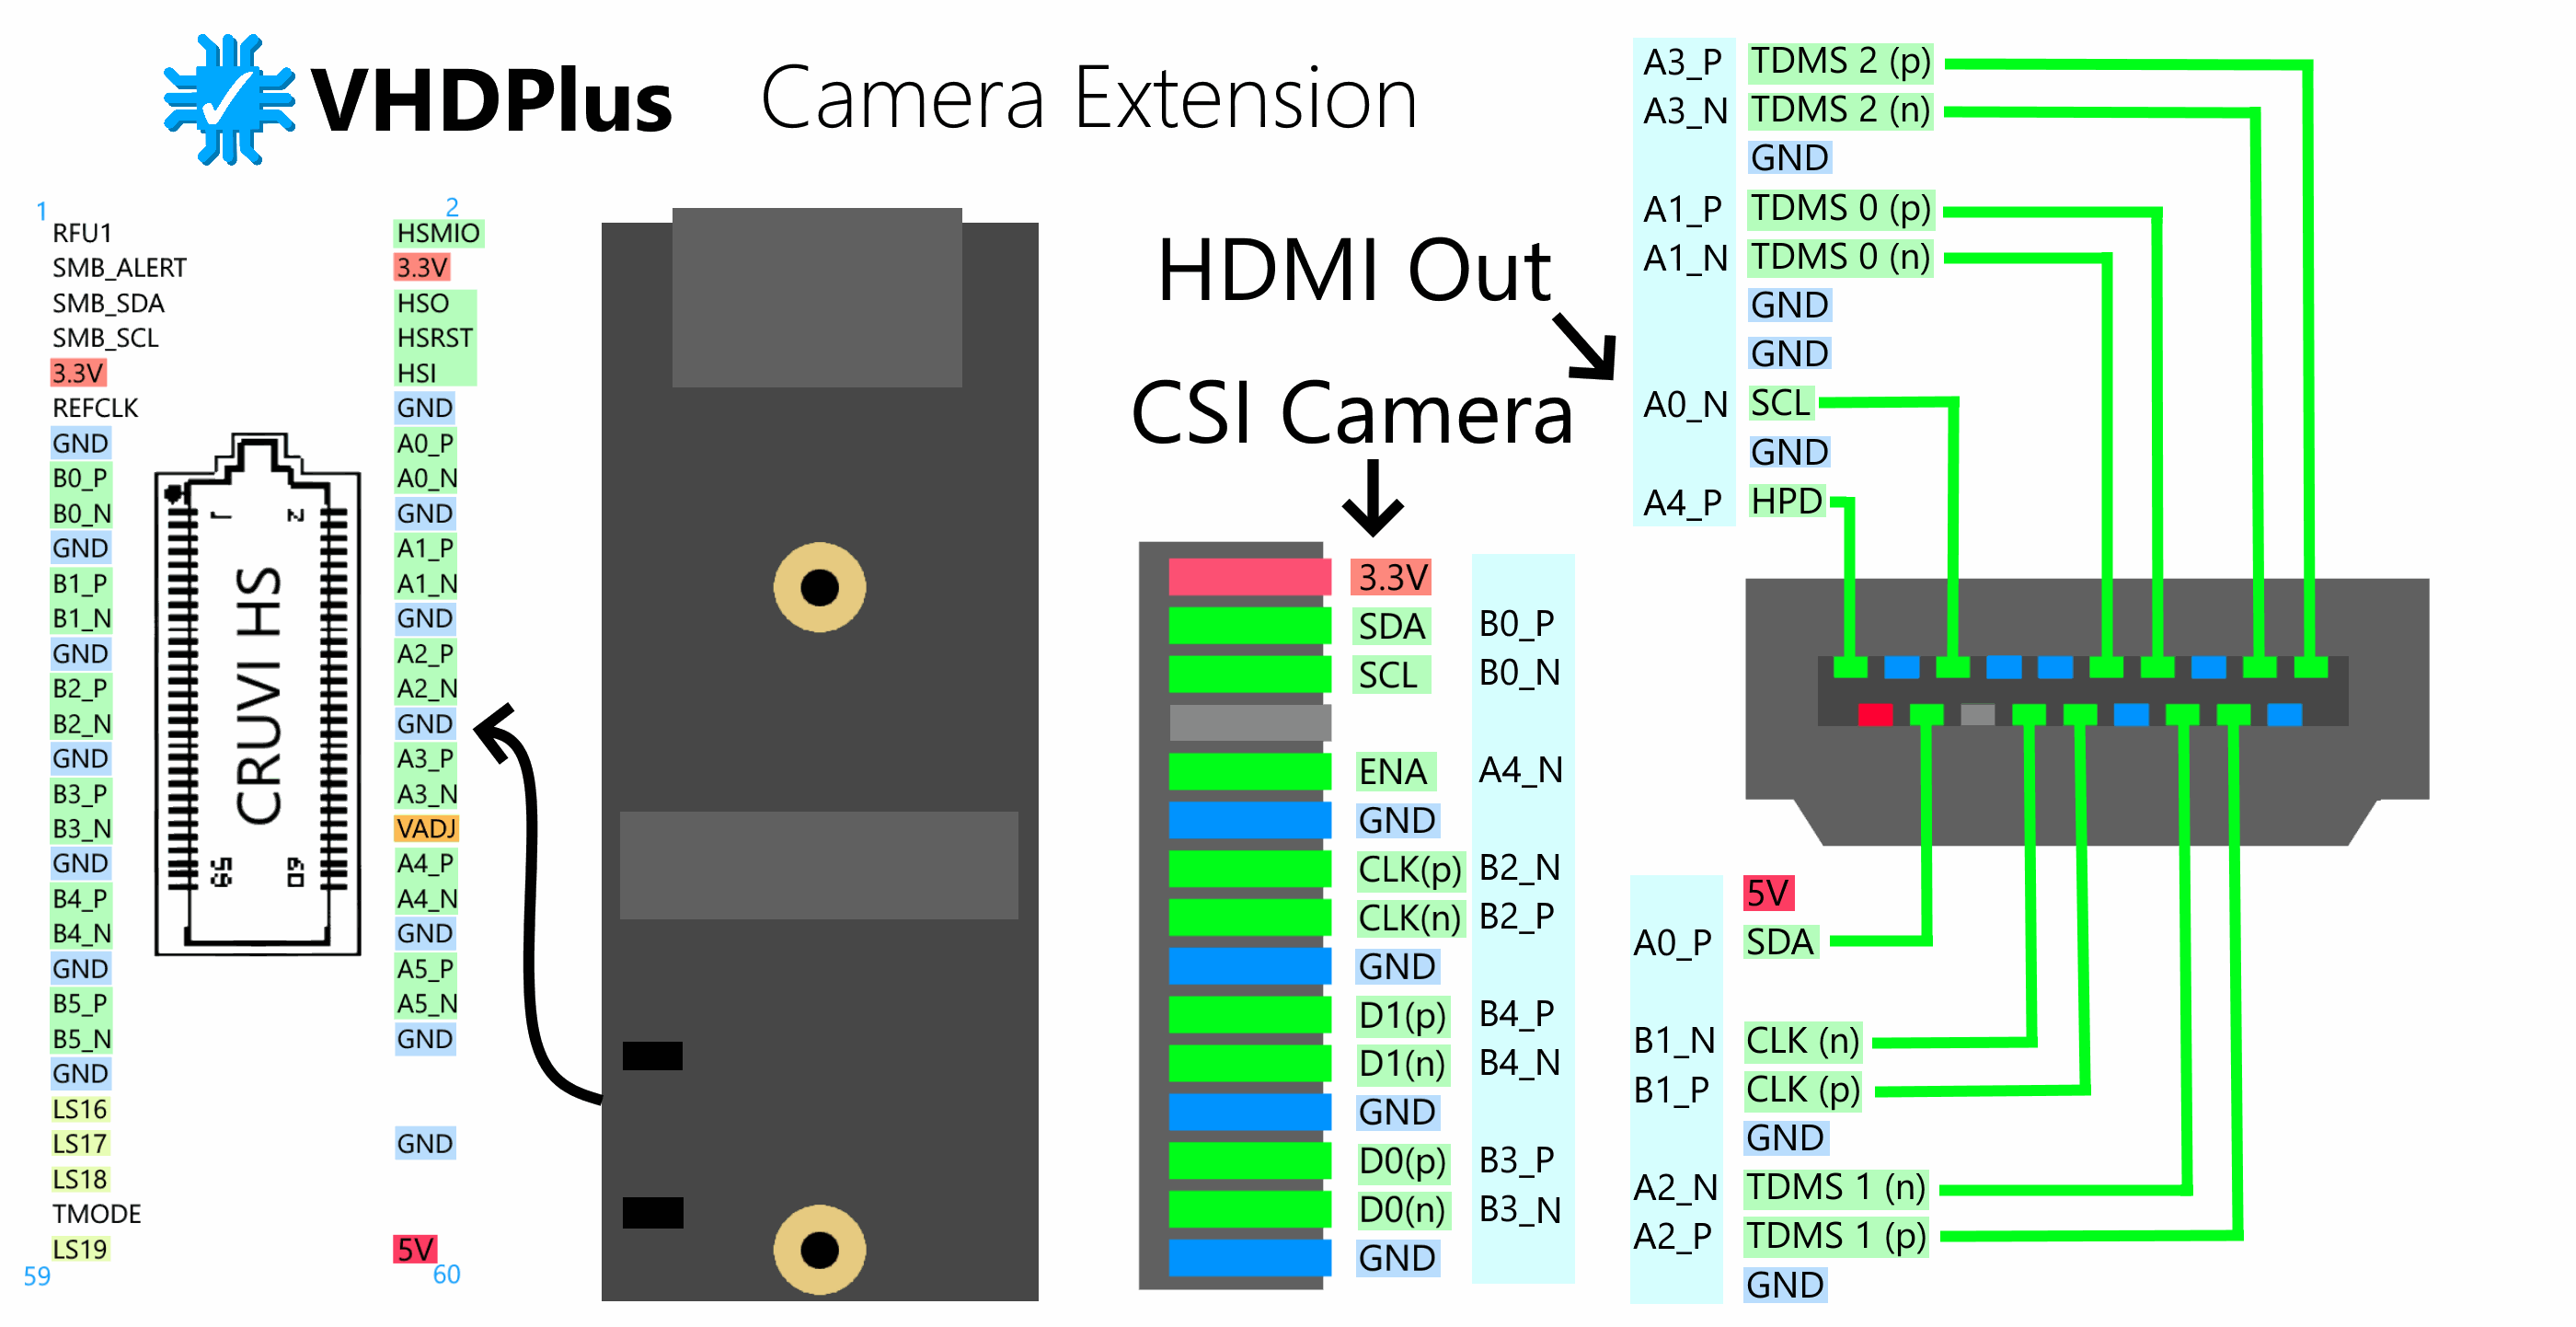 VHDPlus Camera Extension
1
RFU1
SMB_ALERT
SMB_SDA
SMB_SCL
3.3V
REFCLK
GND
B0_P
B0_N
GND
B1_P
B1_N
GND
B2_P
B2_N
GND
B3_P
B3_N
GND
B4_P
B4_N
GND
B5_P
B5_N
GND
LS16
LS17
LS18
TMODE
LS19
59
1 2
CRUVI HS
59 60
2
HSMIO
3.3V
HSO
HSRST
HSI
GND
A0_P
A0_N
GND
A1_P
A1_N
GND
A2_P
A2_N
GND
A3_P
A3_N
VADJ
A4_P
A4_N
GND
A5_P
A5_N
GND
GND
5V
60
HDMI Out
CSI Camera
3.3V
SDA B0_P
SCL B0_N
ENA A4_N
GND
CLK(p) B2_N
CLK(n) B2_P
GND
D1(p) B4_P
D1(n) B4_N
GND
D0(p) B3_P
D0(n) B3_N
GND
A3_P TDMS 2 (p)
A3_N TDMS 2 (n)
GND
A1_P TDMS 0 (p)
A1_N TDMS 0 (n)
GND
GND
A0_N SCL
GND
A4_P HPD
5V
A0_P SDA
B1_N CLK (n)
B1_P CLK (p)
GND
A2_N TDMS 1 (n)
A2_P TDMS 1 (p)
GND